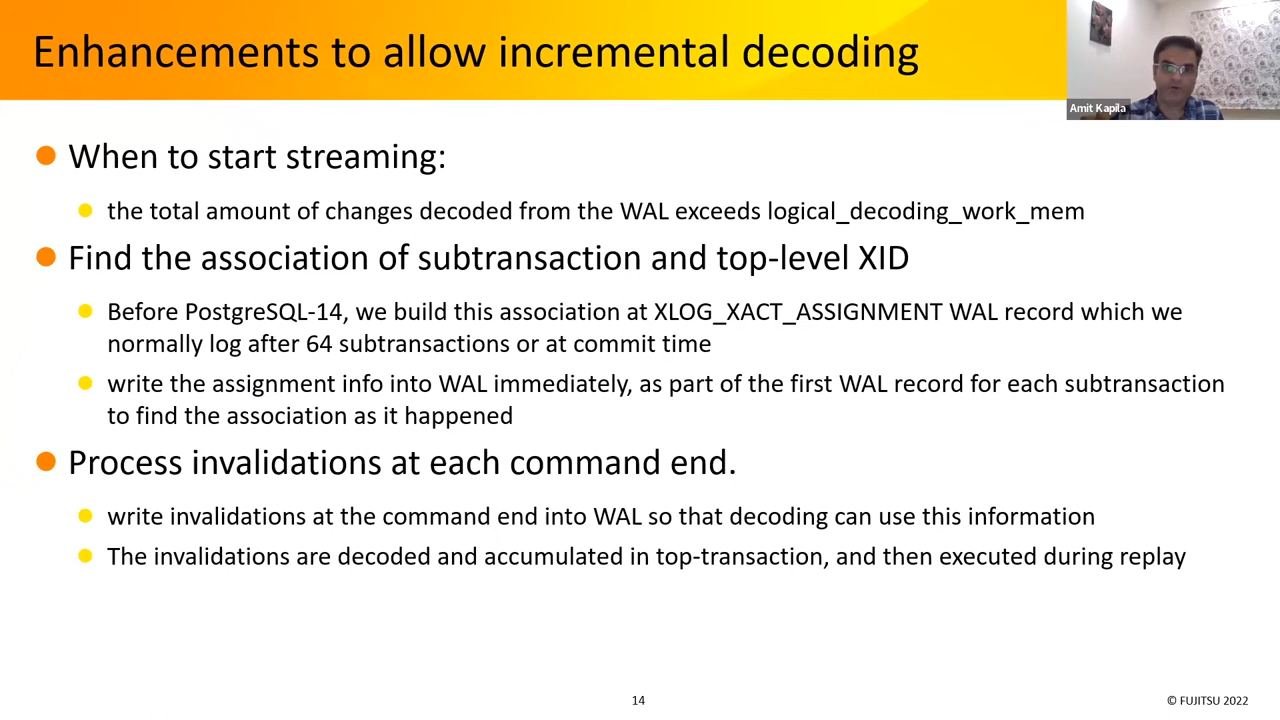 Enhancements to allow incremental decoding
Amit Kapila
When to start streaming:
the total amount of changes decoded from the WAL exceeds logical_decoding_work_mem
Find the association of subtransaction and top-level XID
Before PostgreSQL-14, we build this association at XLOG_XACT_ASSIGNMENT WAL record which we
normally log after 64 subtransactions or at commit time
write the assignment info into WAL immediately, as part of the first WAL record for each subtransaction
to find the association as it happened
Process invalidations at each command end.
write invalidations at the command end into WAL so that decoding can use this information
The invalidations are decoded and accumulated in top-transaction, and then executed during replay
14
© FUJITSU 2022